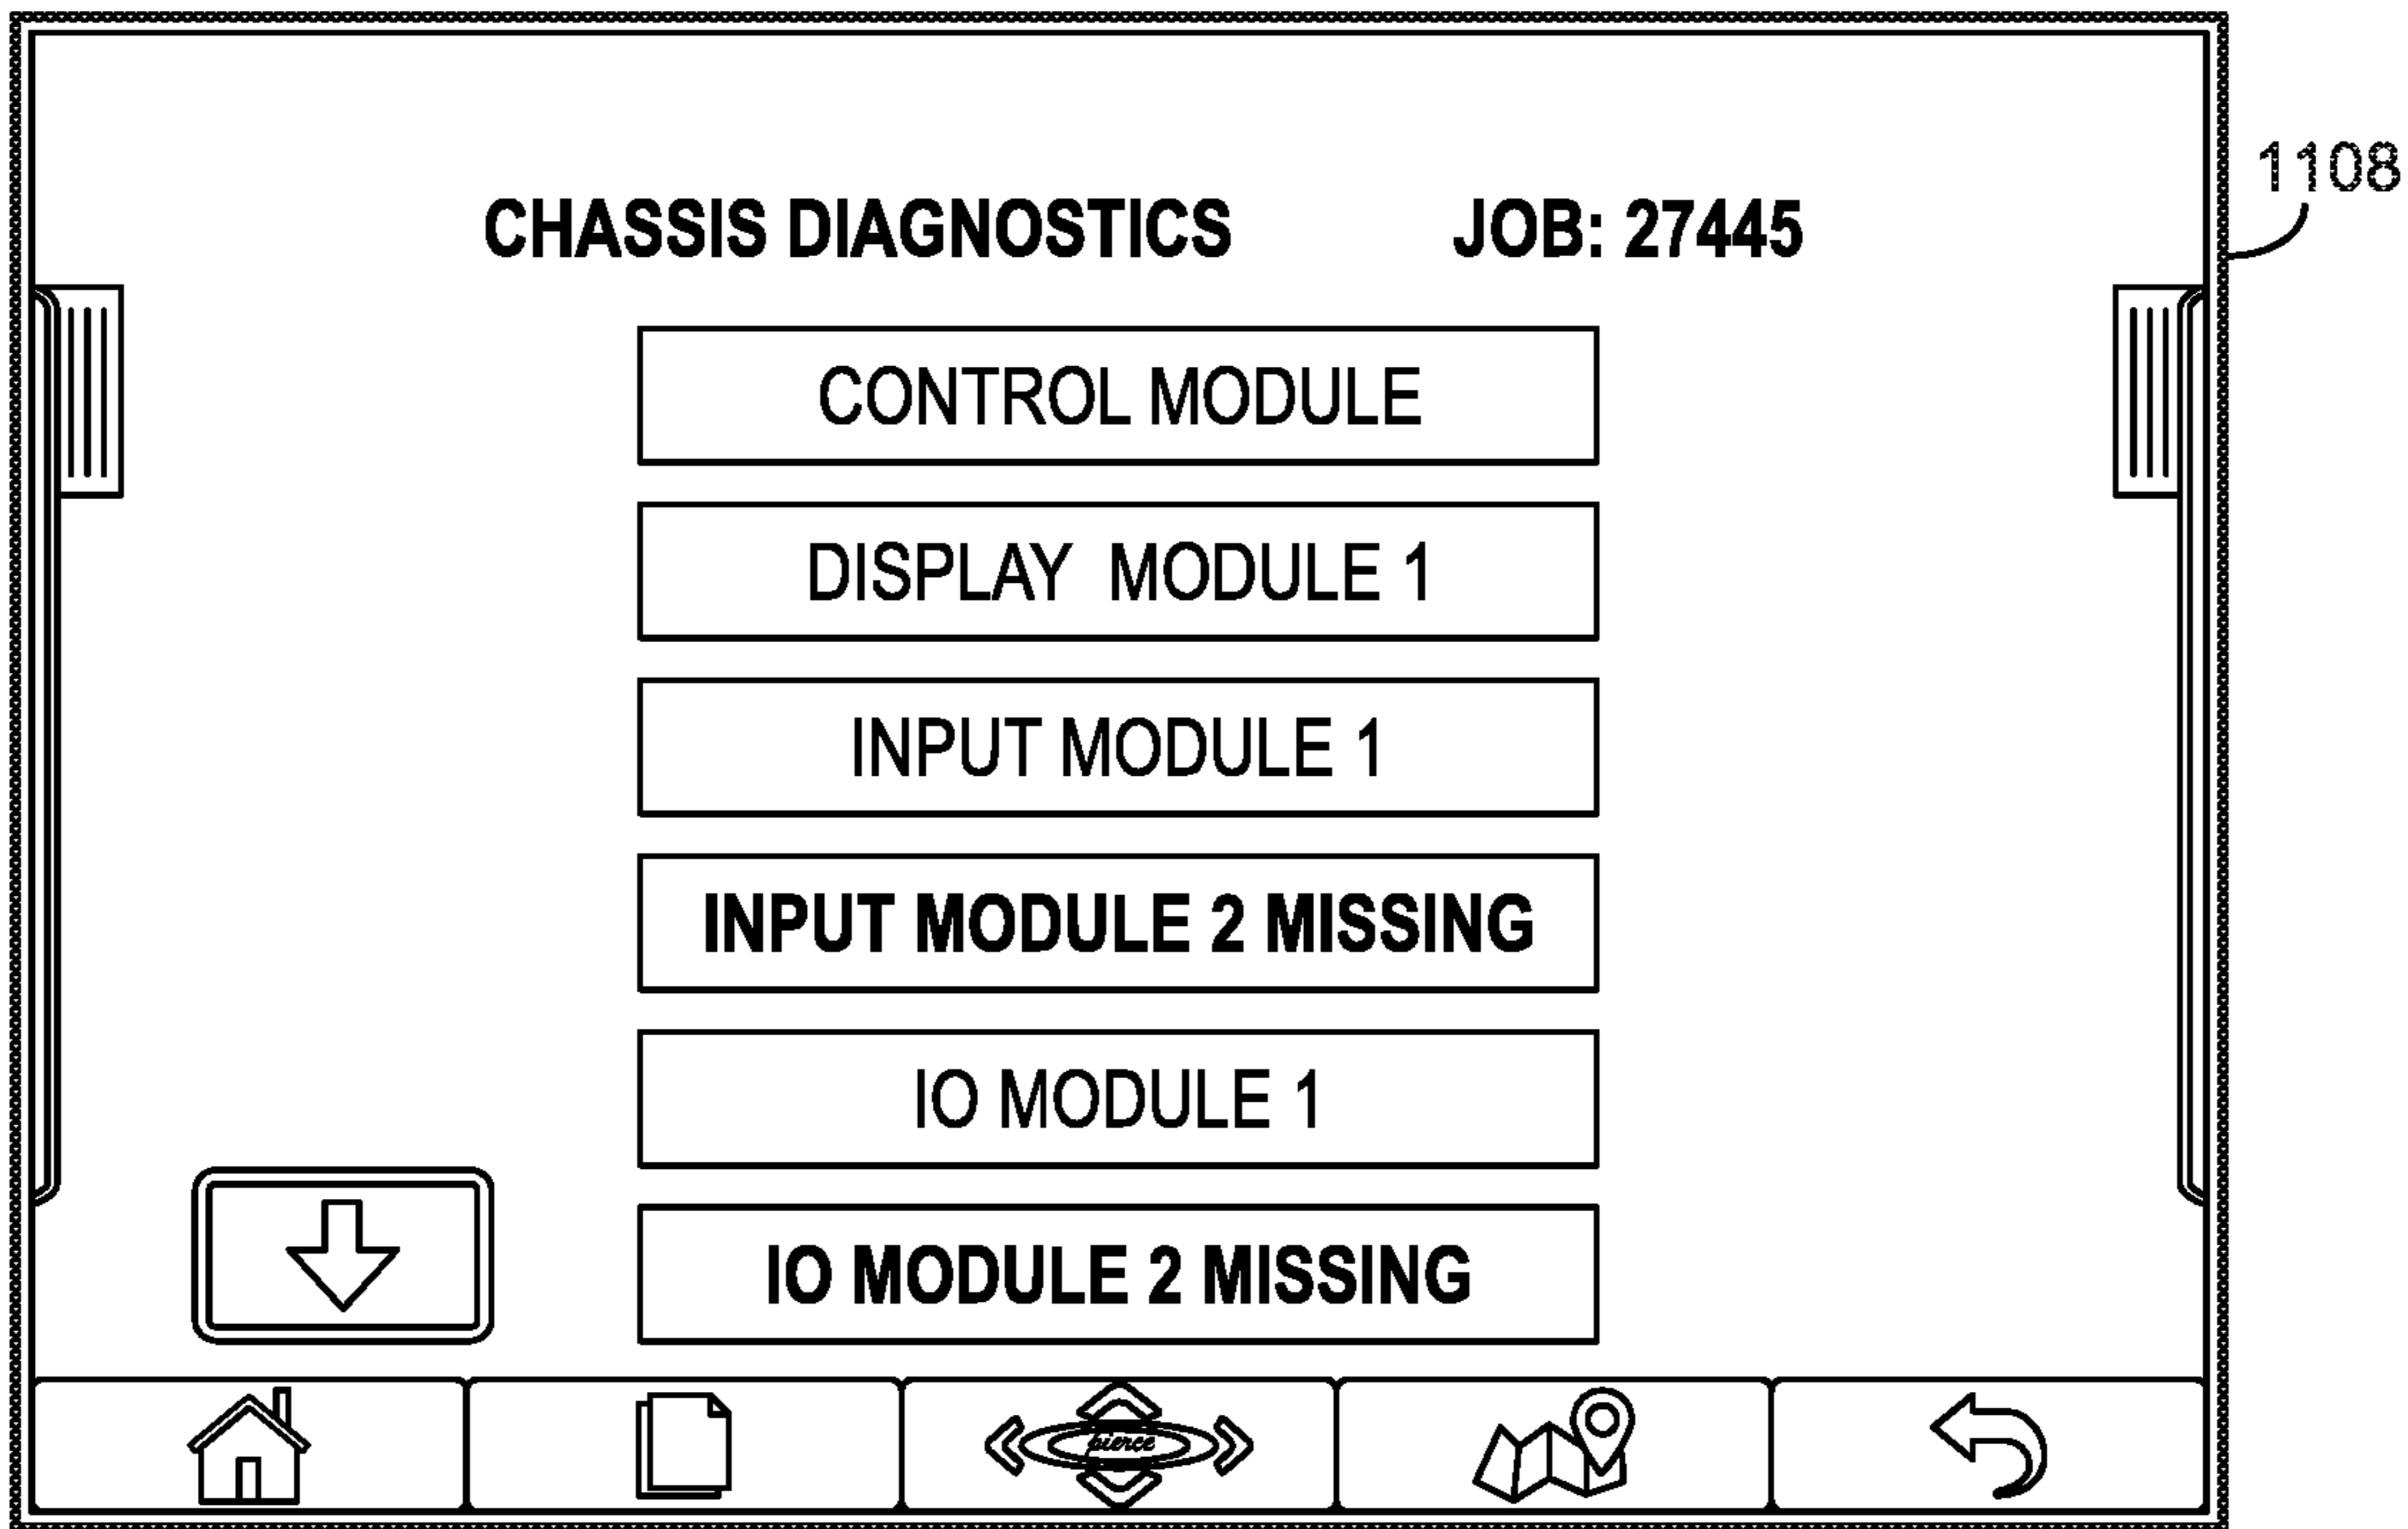 1108
CHASSIS DIAGNOSTICS JOB: 27445
CONTROL MODULE
DISPLAY MODULE 1
INPUT MODULE 1
INPUT MODULE 2 MISSING
IO MODULE 1
IO MODULE 2 MISSING
pierce